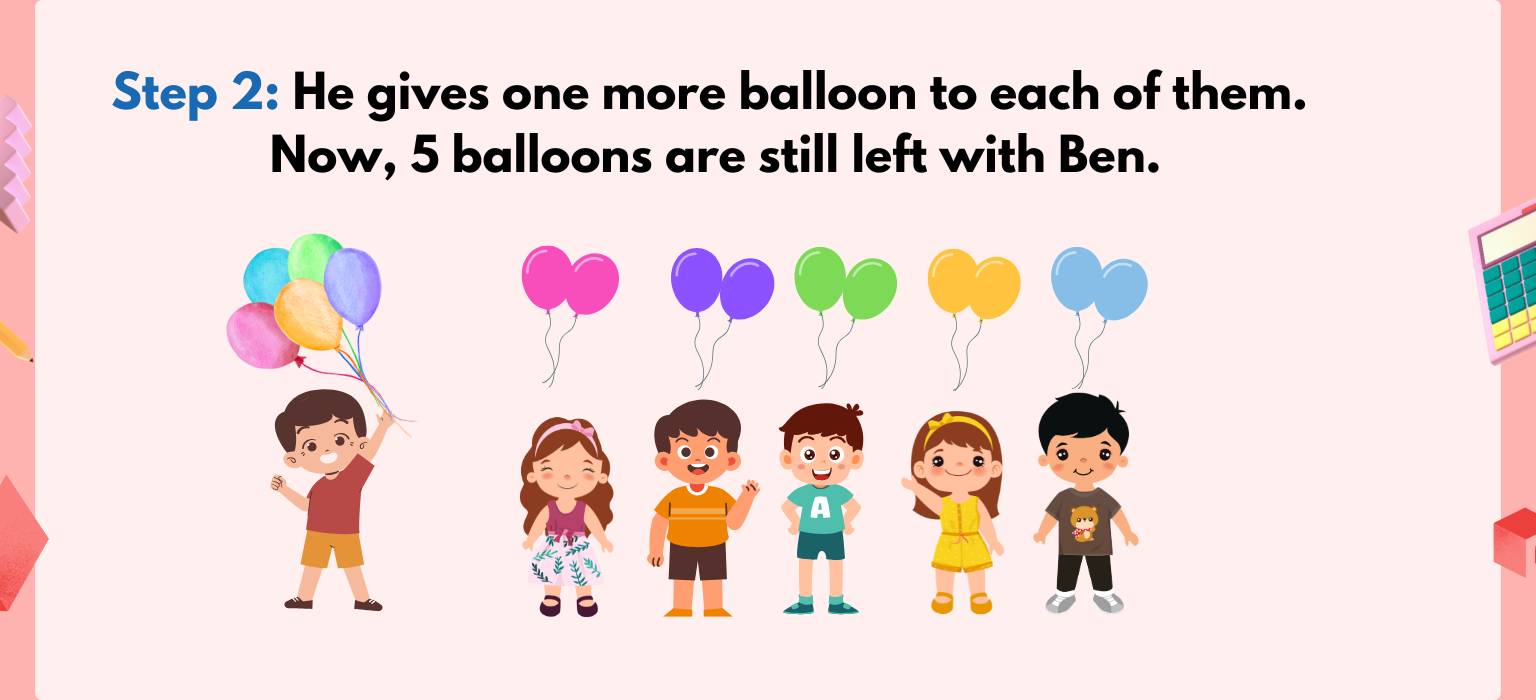 Step 2: He gives one more balloon to each of them.
Now, 5 balloons are still left with Ben.
A